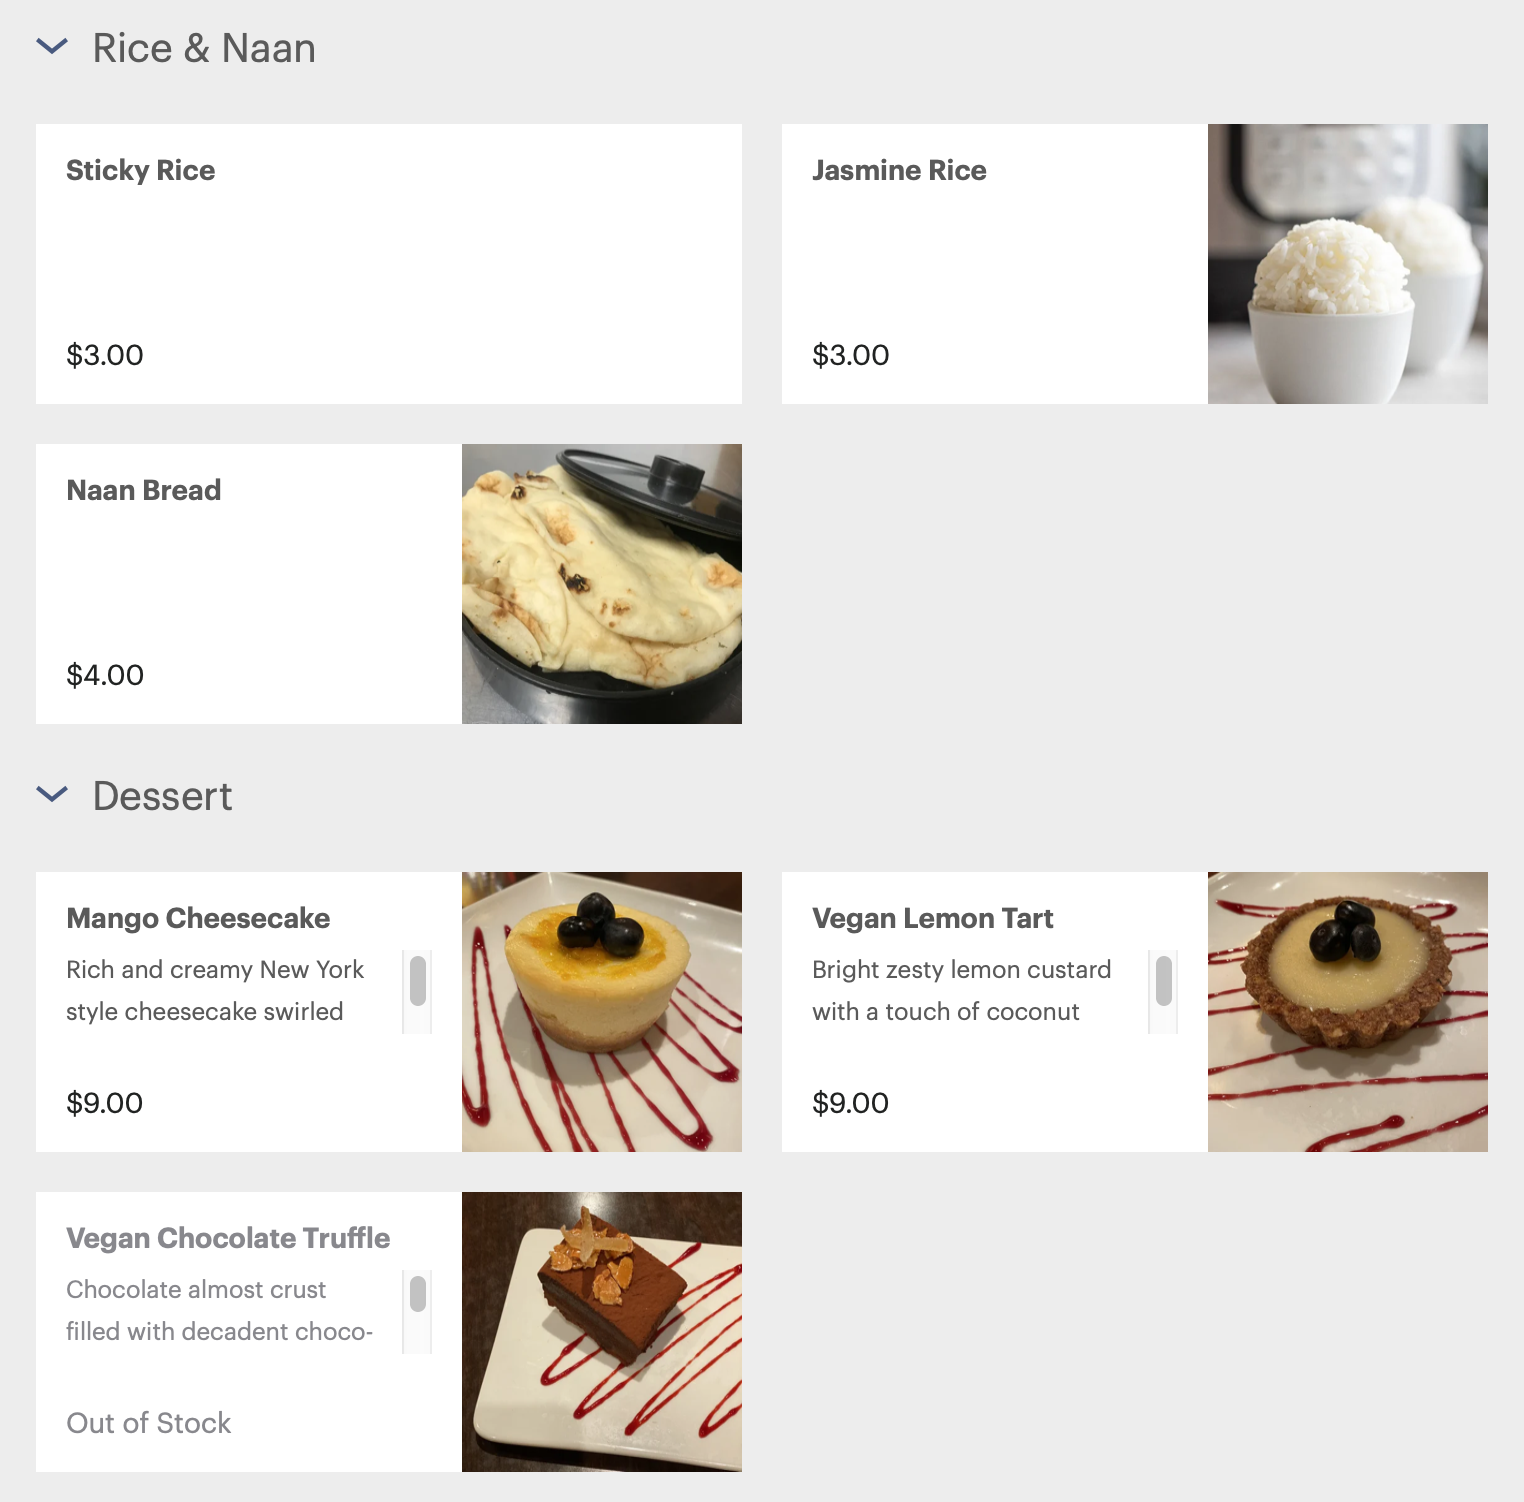 Rice & Naan
Sticky Rice
$3.00
Jasmine Rice
$3.00
Naan Bread
$4.00
Dessert
Mango Cheesecake
Rich and creamy New York
style cheesecake swirled
$9.00
Vegan Lemon Tart
Bright zesty lemon custard
with a touch of coconut
$9.00
Vegan Chocolate Truffle
Chocolate almost crust
filled with decadent choco-
Out of Stock